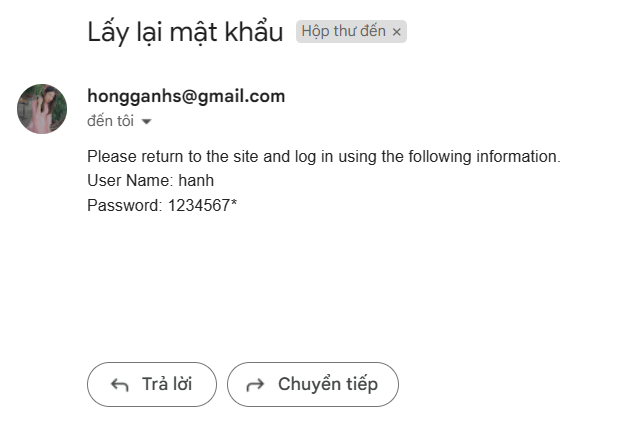 Lấy lại mật khẩu Hộp thư đến ×
hongganhs@gmail.com
đến tôi
Please return to the site and log in using the following information.
User Name: hanh
Password: 1234567*
Trả lời Chuyển tiếp